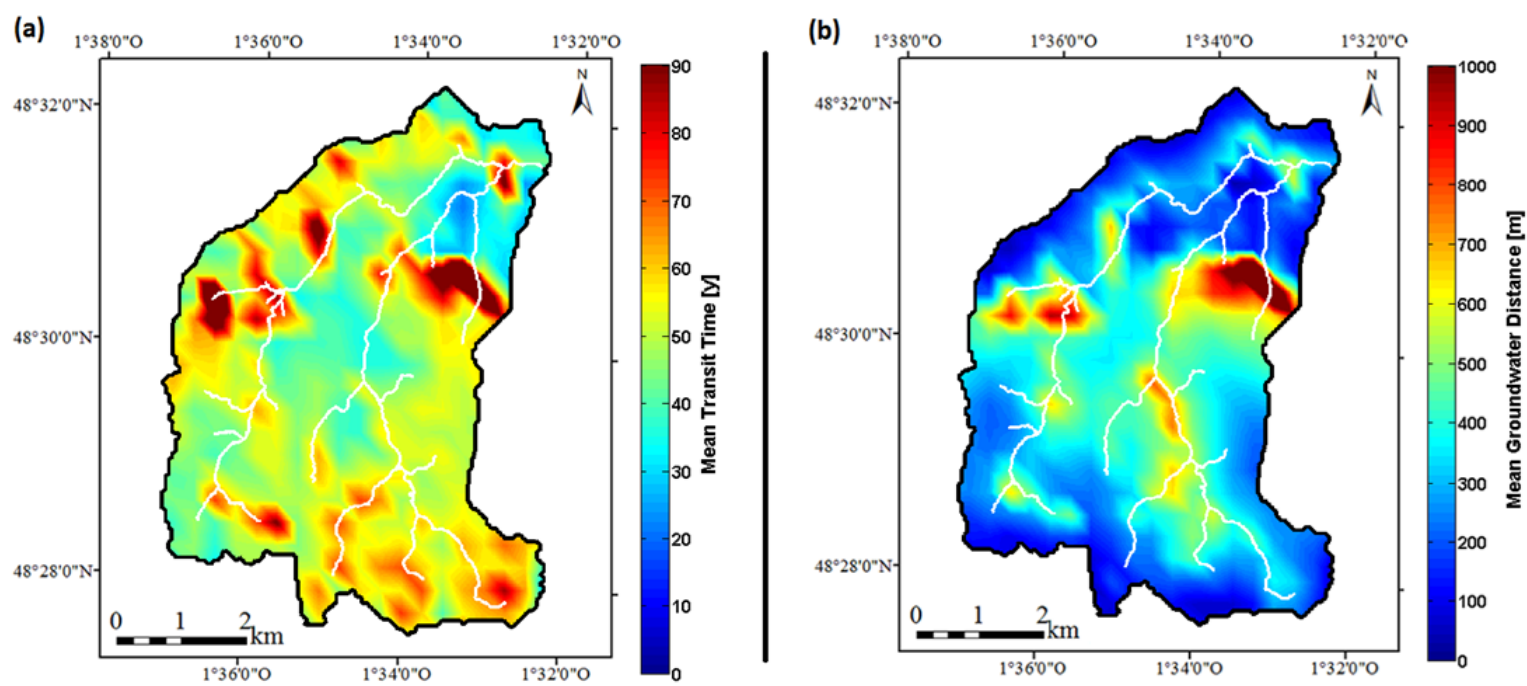 (a)
1°38'0"O 1°36'0"O 1°34'0"O 1°32'0"O
N
48°32'0"N
48°30'0"N
48°28'0"N
0 1 2 km
1°36'0"O 1°34'0"O 1°32'0"O
90
80
70
60
50
40
30
20
10
0
Mean Transit Time [y]
(b)
1°38'0"O 1°36'0"O 1°34'0"O 1°32'0"O
N
48°32'0"N
48°30'0"N
48°28'0"N
0 1 2 km
1°36'0"O 1°34'0"O 1°32'0"O
1000
900
800
700
600
500
400
300
200
100
0
Mean Groundwater Distance [m]